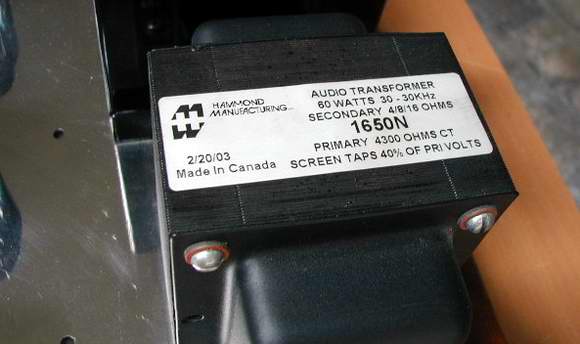 HAMMOND
MANUFACTURING
2/20/03
Made In Canada
AUDIO TRANSFORMER
60 WATTS 30 - 30KHz
SECONDARY 4/8/16 OHMS
1650N
PRIMARY 4300 OHMS CT
SCREEN TAPS 40% OF PRI VOLTS